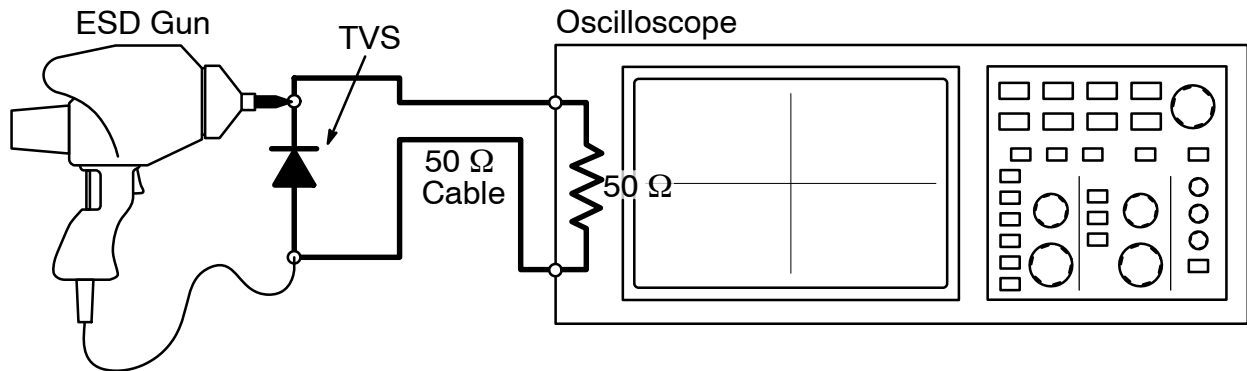 ESD Gun
TVS
Oscilloscope
50 Ω
Cable
50 Ω